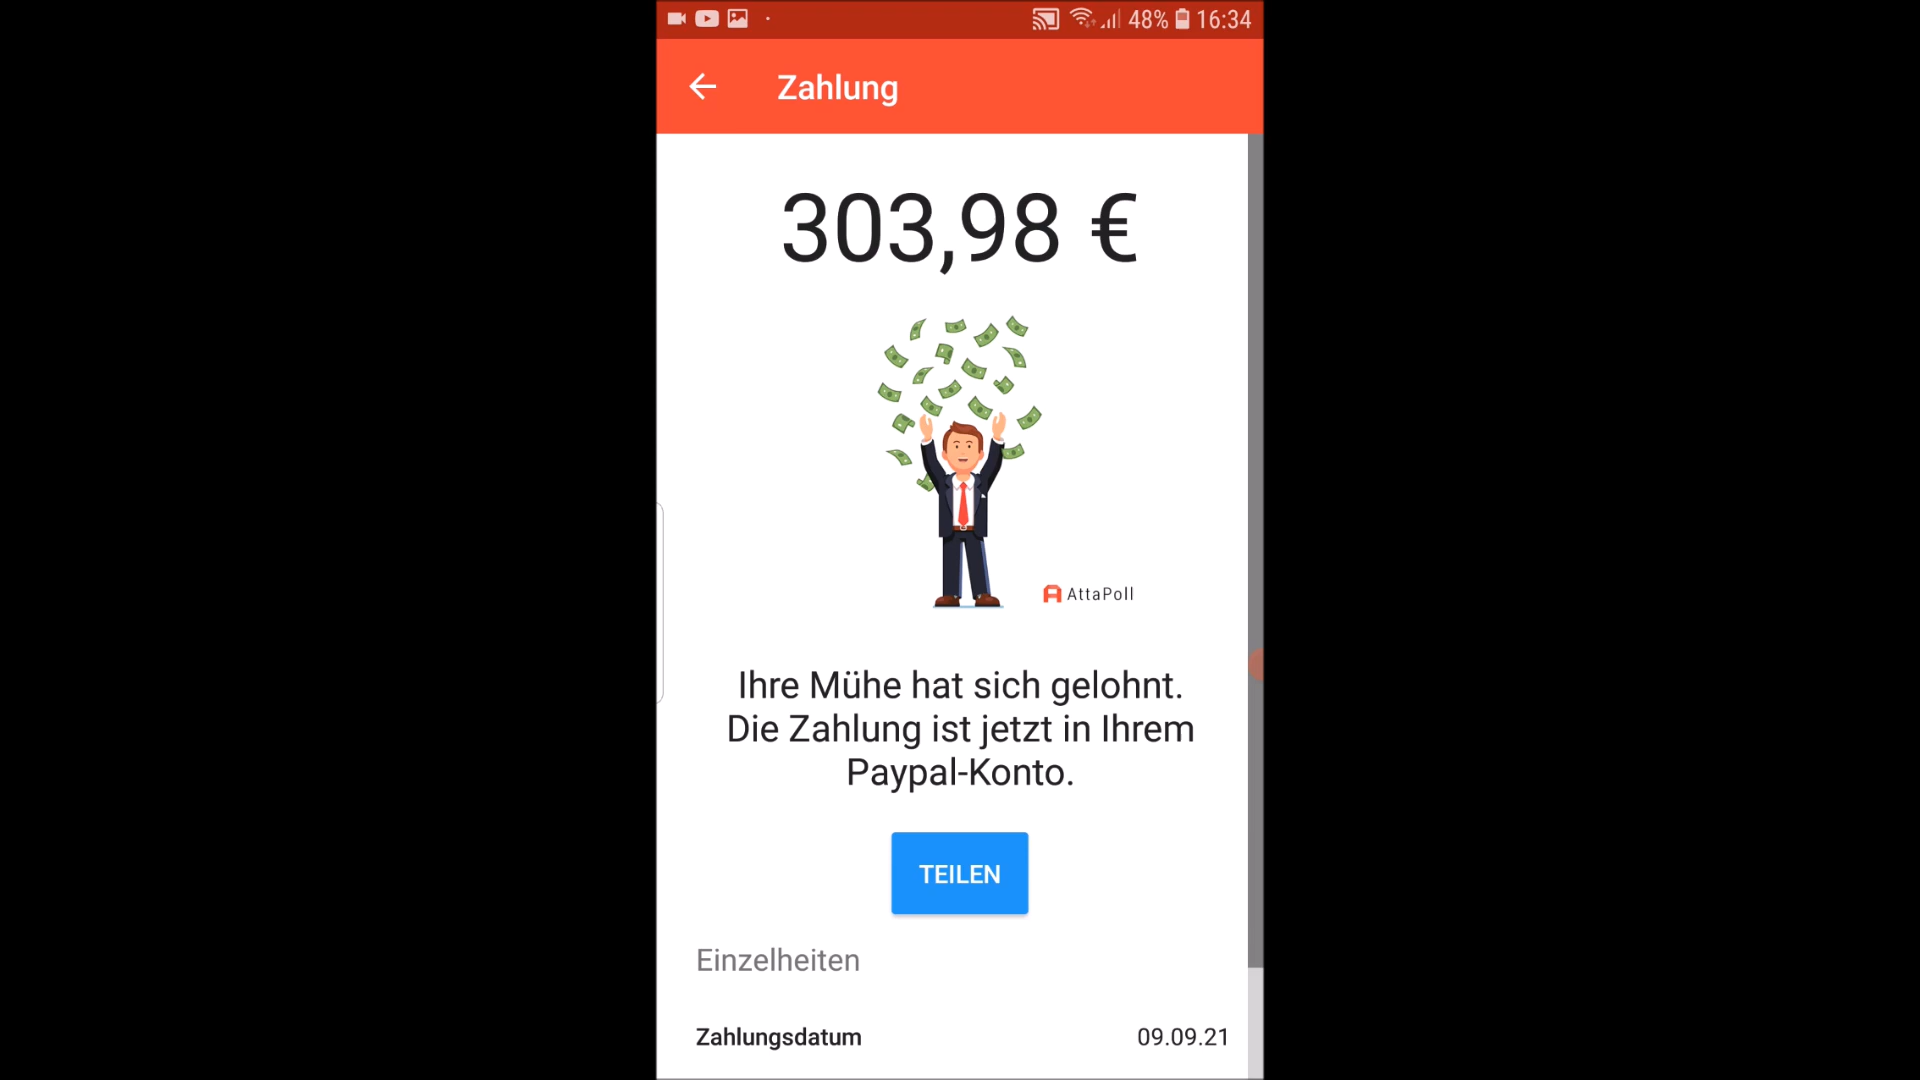 48% 16:34
Zahlung
303,98 €
AttaPoll
Ihre Mühe hat sich gelohnt.
Die Zahlung ist jetzt in Ihrem
Paypal-Konto.
TEILEN
Einzelheiten
Zahlungsdatum 09.09.21